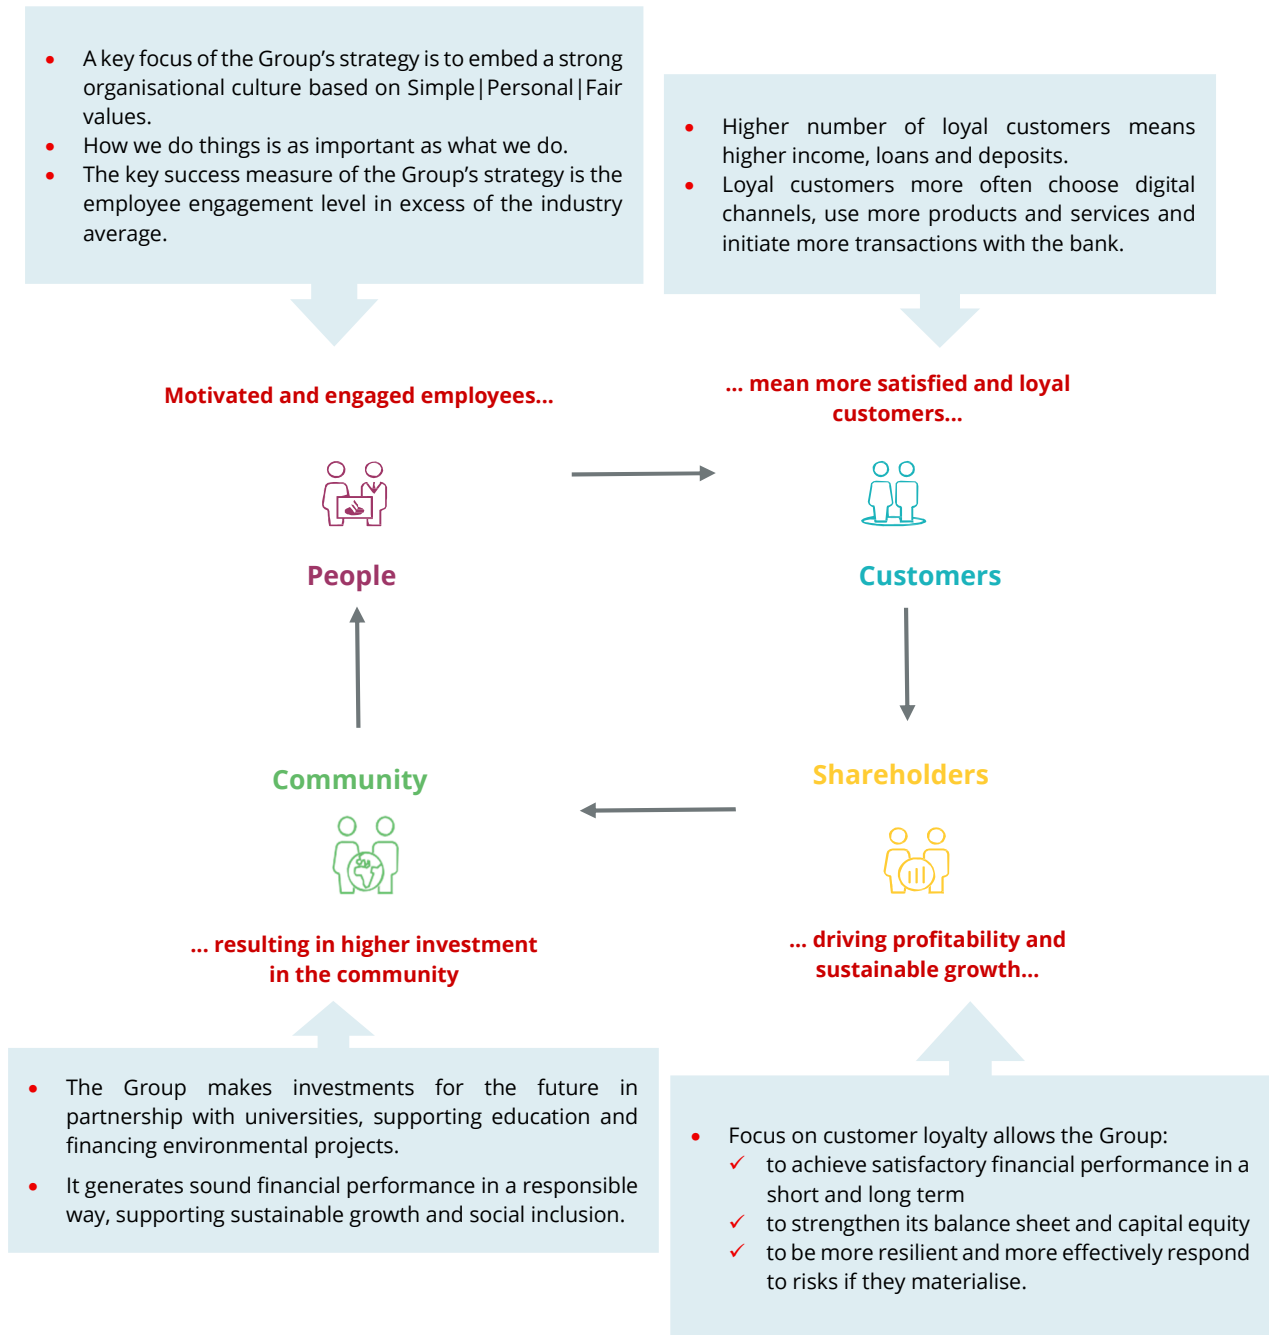 • A key focus of the Group’s strategy is to embed a strong
organisational culture based on Simple|Personal|Fair
values.
• How we do things is as important as what we do.
• The key success measure of the Group’s strategy is the
employee engagement level in excess of the industry
average.
• Higher number of loyal customers means
higher income, loans and deposits.
• Loyal customers more often choose digital
channels, use more products and services and
initiate more transactions with the bank.
Motivated and engaged employees...
... mean more satisfied and loyal
customers...
People
Customers
Community
Shareholders
... resulting in higher investment
in the community
... driving profitability and
sustainable growth...
• The Group makes investments for the future in
partnership with universities, supporting education and
financing environmental projects.
• It generates sound financial performance in a responsible
way, supporting sustainable growth and social inclusion.
• Focus on customer loyalty allows the Group:
✓ to achieve satisfactory financial performance in a
short and long term
✓ to strengthen its balance sheet and capital equity
✓ to be more resilient and more effectively respond
to risks if they materialise.